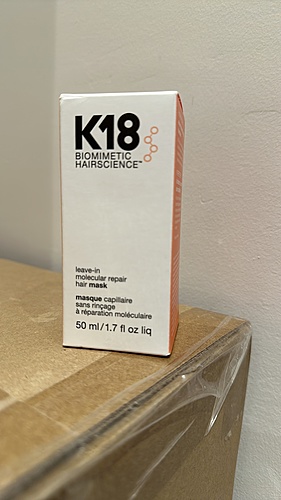 K18
BIOMIMETIC
HAIRSCIENCE™
leave-in
molecular repair
hair mask
masque capillaire
sans rinçage
à réparation moléculaire
50 ml/1.7 fl oz liq